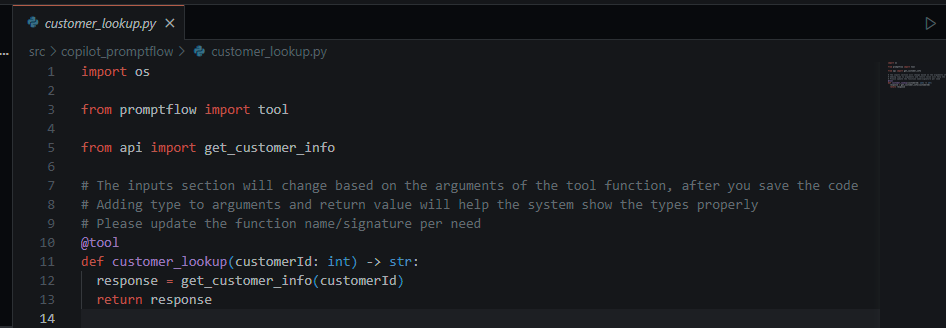 customer_lookup.py ×
... src > copilot_promptflow > customer_lookup.py
1 import os
2
3 from promptflow import tool
4
5 from api import get_customer_info
6
7 # The inputs section will change based on the arguments of the tool function, after you save the code
8 # Adding type to arguments and return value will help the system show the types properly
9 # Please update the function name/signature per need
10 @tool
11 def customer_lookup(customerId: int) -> str:
12   response = get_customer_info(customerId)
13   return response
14